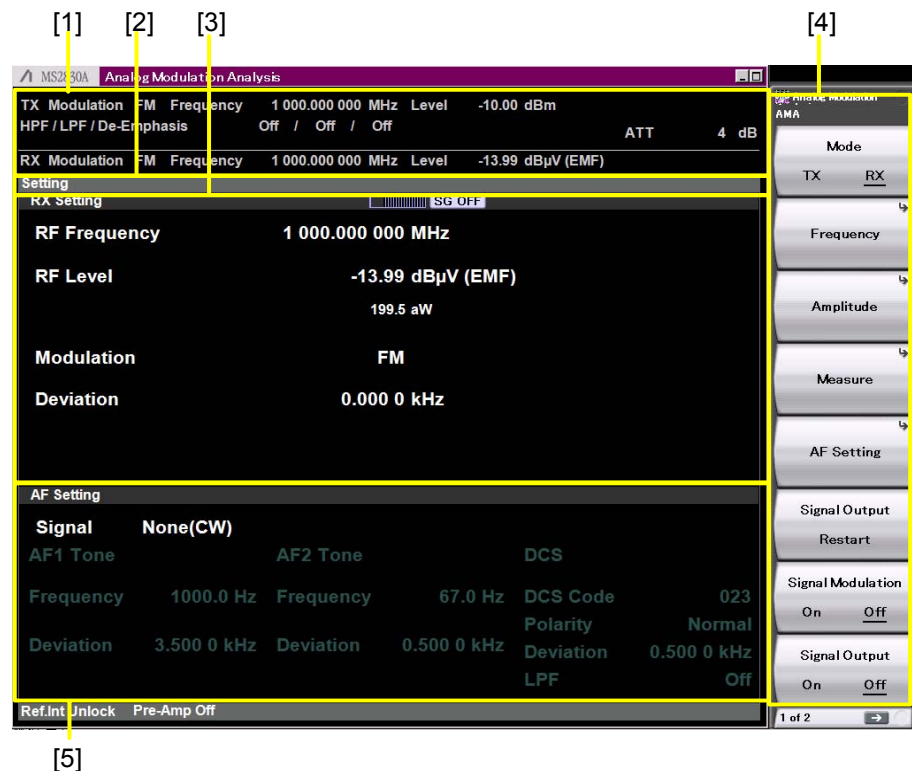 [1] [2] [3] [4]
MS2830A Analog Modulation Analysis
TX Modulation FM Frequency 1 000.000 000 MHz Level -10.00 dBm
HPF / LPF / De-Emphasis Off / Off / Off
ATT 4 dB
RX Modulation FM Frequency 1 000.000 000 MHz Level -13.99 dBµV (EMF)
Setting
RX Setting SG OFF
RF Frequency 1 000.000 000 MHz
RF Level -13.99 dBµV (EMF)
199.5 aW
Modulation FM
Deviation 0.000 0 kHz
AF Setting
Signal None(CW)
AF1 Tone AF2 Tone DCS
Frequency 1000.0 Hz Frequency 67.0 Hz DCS Code 023
Polarity Normal
Deviation 3.500 0 kHz Deviation 0.500 0 kHz Deviation 0.500 0 kHz
LPF Off
Ref.Int Unlock Pre-Amp Off
[5]
Analog Modulation
AMA
Mode
TX RX
Frequency
Amplitude
Measure
AF Setting
Signal Output
Restart
Signal Modulation
On Off
Signal Output
On Off
1 of 2